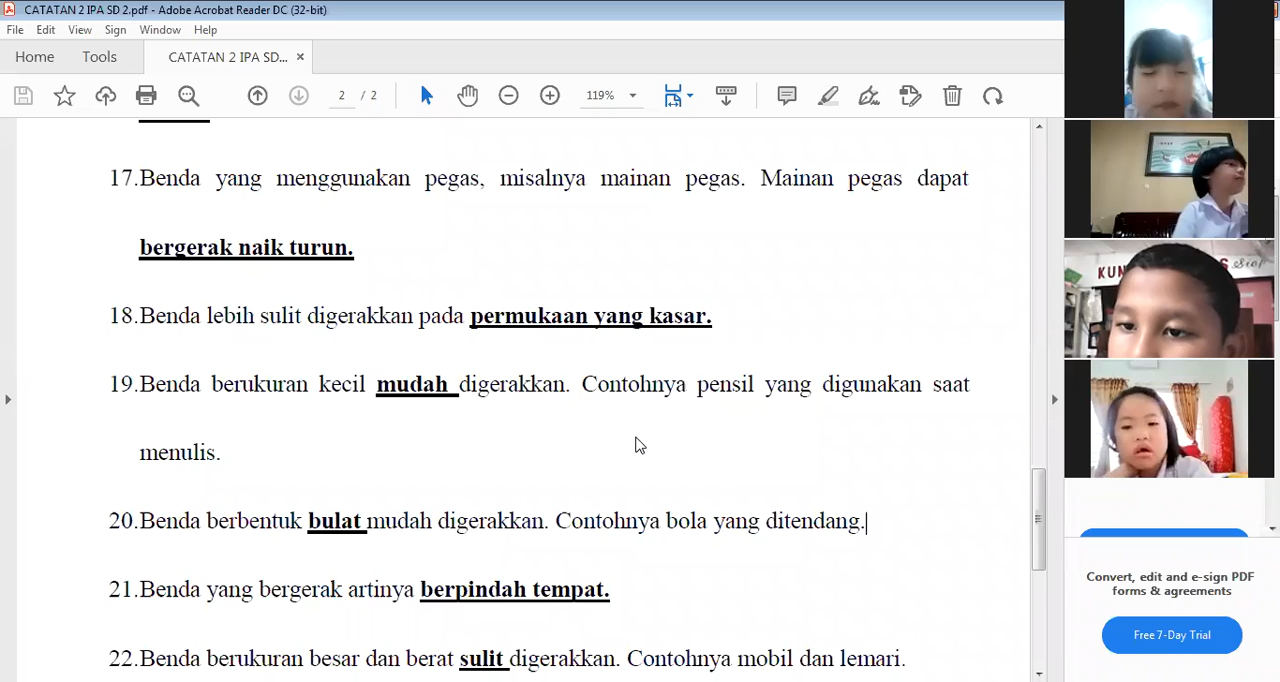 CATATAN 2 IPA SD 2.pdf - Adobe Acrobat Reader DC (32-bit)
File Edit View Sign Window Help
Home Tools CATATAN 2 IPA SD... ×
2 / 2 119%
17.Benda yang menggunakan pegas, misalnya mainan pegas. Mainan pegas dapat
bergerak naik turun.
18.Benda lebih sulit digerakkan pada permukaan yang kasar.
19.Benda berukuran kecil mudah digerakkan. Contohnya pensil yang digunakan saat
menulis.
20.Benda berbentuk bulat mudah digerakkan. Contohnya bola yang ditendang.
21.Benda yang bergerak artinya berpindah tempat.
22.Benda berukuran besar dan berat sulit digerakkan. Contohnya mobil dan lemari.
KUN
Convert, edit and e-sign PDF
forms & agreements
Free 7-Day Trial